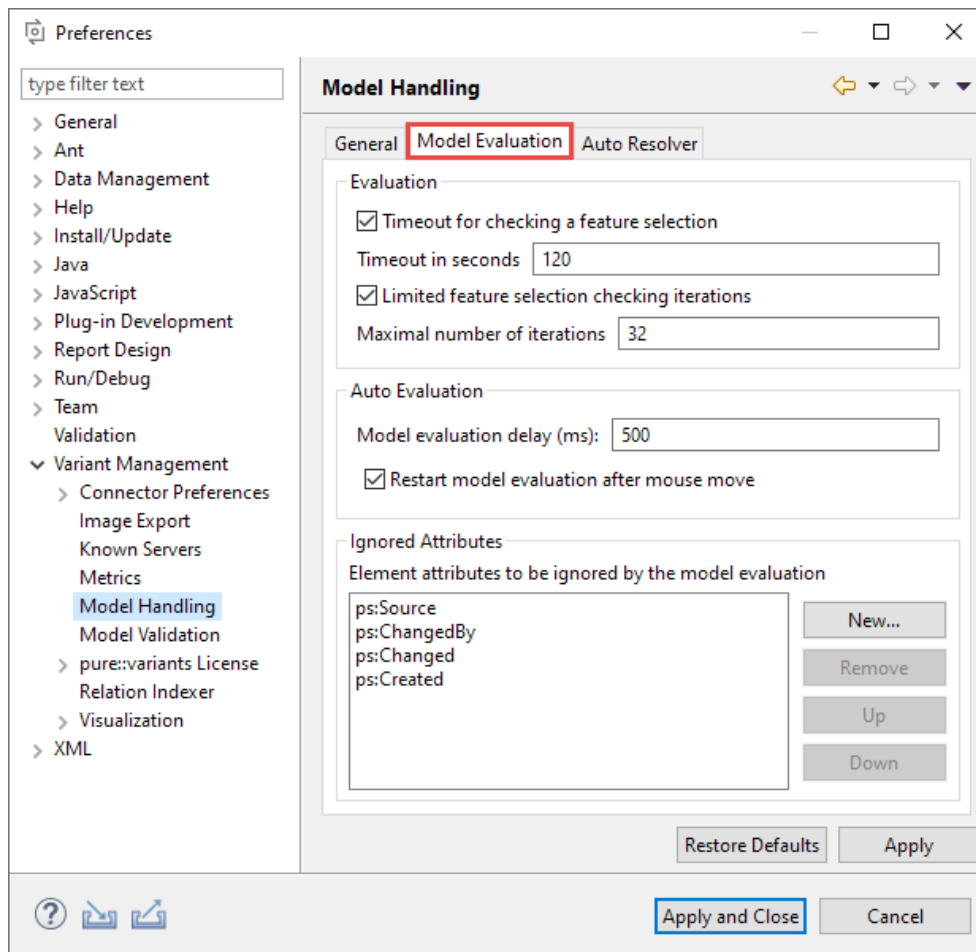 Preferences
type filter text
General
Ant
Data Management
Help
Install/Update
Java
JavaScript
Plug-in Development
Report Design
Run/Debug
Team
Validation
Variant Management
Connector Preferences
Image Export
Known Servers
Metrics
Model Handling
Model Validation
pure::variants License
Relation Indexer
Visualization
XML
Model Handling
General Model Evaluation Auto Resolver
Evaluation
Timeout for checking a feature selection
Timeout in seconds 120
Limited feature selection checking iterations
Maximal number of iterations 32
Auto Evaluation
Model evaluation delay (ms): 500
Restart model evaluation after mouse move
Ignored Attributes
Element attributes to be ignored by the model evaluation
ps:Source
ps:ChangedBy
ps:Changed
ps:Created
New...
Remove
Up
Down
Restore Defaults Apply
Apply and Close Cancel